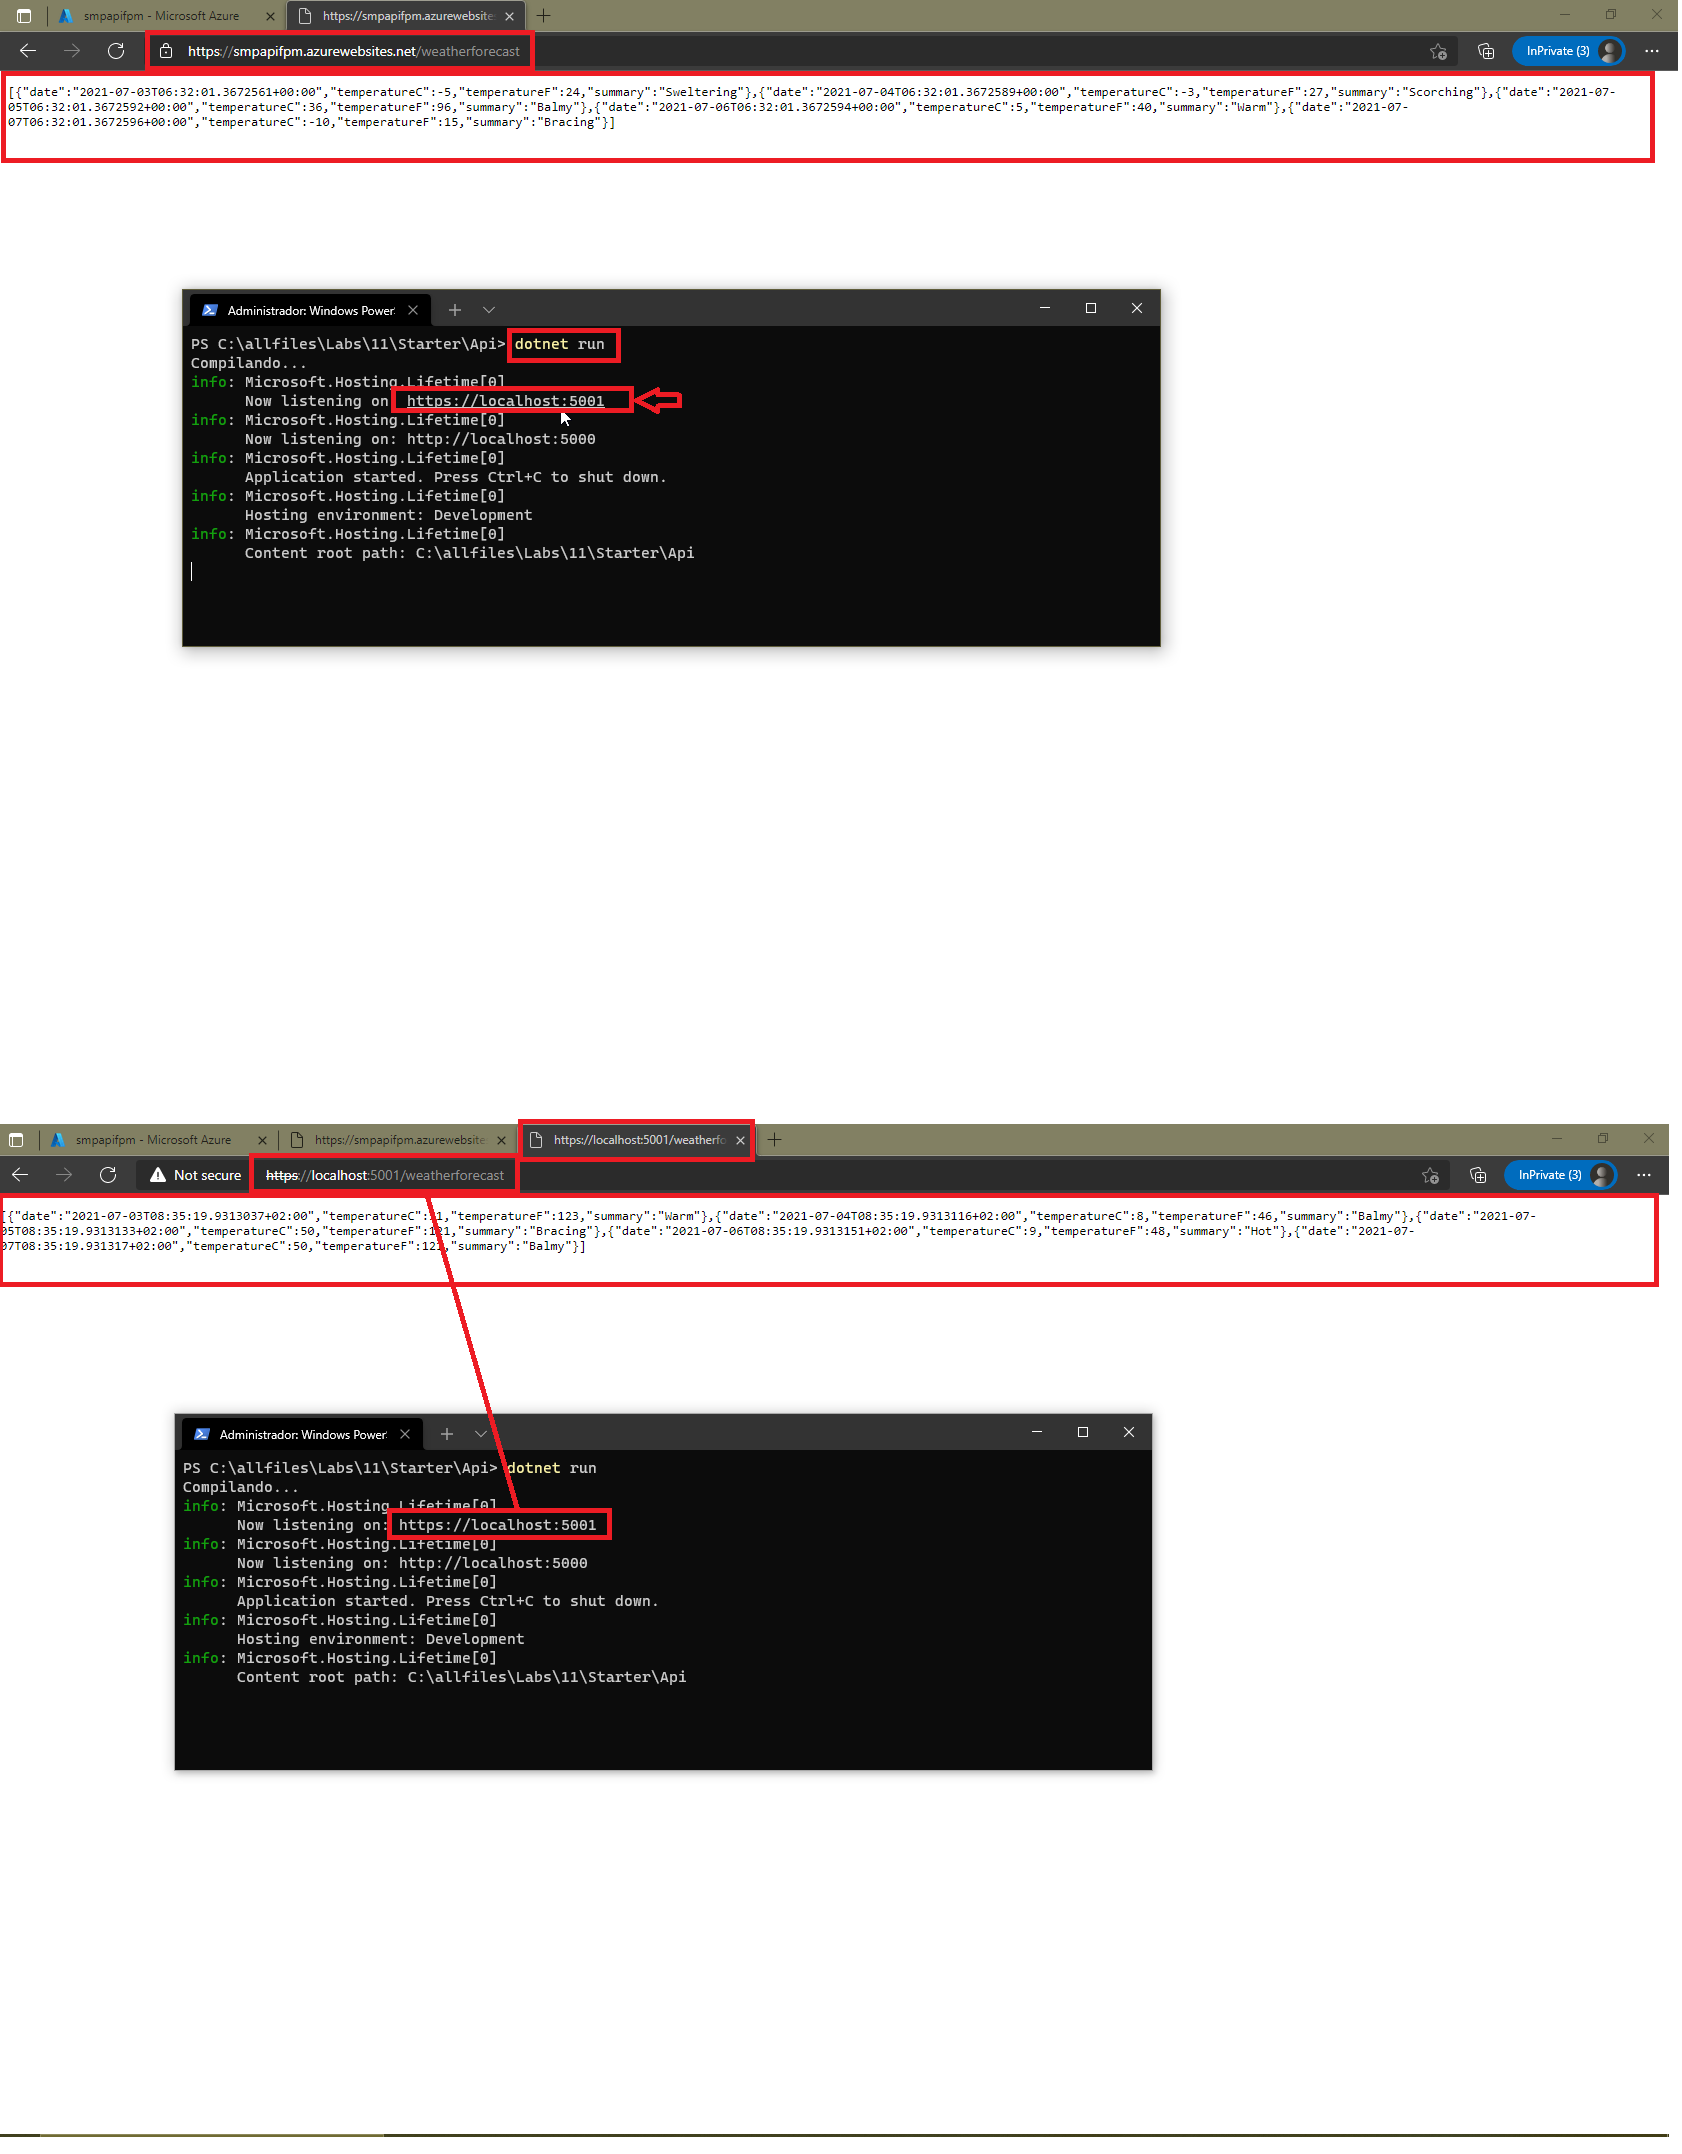 smpapifpm - Microsoft Azure
https://smpapifpm.azurewebsite
https://smpapifpm.azurewebsites.net/weatherforecast
InPrivate (3)
[{"date":"2021-07-03T06:32:01.3672561+00:00","temperatureC":-5,"temperatureF":24,"summary":"Sweltering"},{"date":"2021-07-04T06:32:01.3672589+00:00","temperatureC":-3,"temperatureF":27,"summary":"Scorching"},{"date":"2021-07-
05T06:32:01.3672592+00:00","temperatureC":36,"temperatureF":96,"summary":"Balmy"},{"date":"2021-07-06T06:32:01.3672594+00:00","temperatureC":5,"temperatureF":40,"summary":"Warm"},{"date":"2021-07-
07T06:32:01.3672596+00:00","temperatureC":-10,"temperatureF":15,"summary":"Bracing"}]
Administrador: Windows Power
PS C:\allfiles\Labs\11\Starter\Api> dotnet run
Compilando...
info: Microsoft.Hosting.Lifetime[0]
Now listening on https://localhost:5001
info: Microsoft.Hosting.Lifetime[0]
Now listening on: http://localhost:5000
info: Microsoft.Hosting.Lifetime[0]
Application started. Press Ctrl+C to shut down.
info: Microsoft.Hosting.Lifetime[0]
Hosting environment: Development
info: Microsoft.Hosting.Lifetime[0]
Content root path: C:\allfiles\Labs\11\Starter\Api
smpapifpm - Microsoft Azure
https://smpapifpm.azurewebsite
https://localhost:5001/weatherfo
Not secure
https://localhost:5001/weatherforecast
InPrivate (3)
[{"date":"2021-07-03T08:35:19.9313037+02:00","temperatureC": 1,"temperatureF":123,"summary":"Warm"},{"date":"2021-07-04T08:35:19.9313116+02:00","temperatureC":8,"temperatureF":46,"summary":"Balmy"},{"date":"2021-07-
05T08:35:19.9313133+02:00","temperatureC":50,"temperatureF":121,"summary":"Bracing"},{"date":"2021-07-06T08:35:19.9313151+02:00","temperatureC":9,"temperatureF":48,"summary":"Hot"},{"date":"2021-07-
07T08:35:19.931317+02:00","temperatureC":50,"temperatureF":121,"summary":"Balmy"}]
Administrador: Windows Power
PS C:\allfiles\Labs\11\Starter\Api> dotnet run
Compilando...
info: Microsoft.Hosting.Lifetime[0]
Now listening on: https://localhost:5001
info: Microsoft.Hosting.Lifetime[0]
Now listening on: http://localhost:5000
info: Microsoft.Hosting.Lifetime[0]
Application started. Press Ctrl+C to shut down.
info: Microsoft.Hosting.Lifetime[0]
Hosting environment: Development
info: Microsoft.Hosting.Lifetime[0]
Content root path: C:\allfiles\Labs\11\Starter\Api